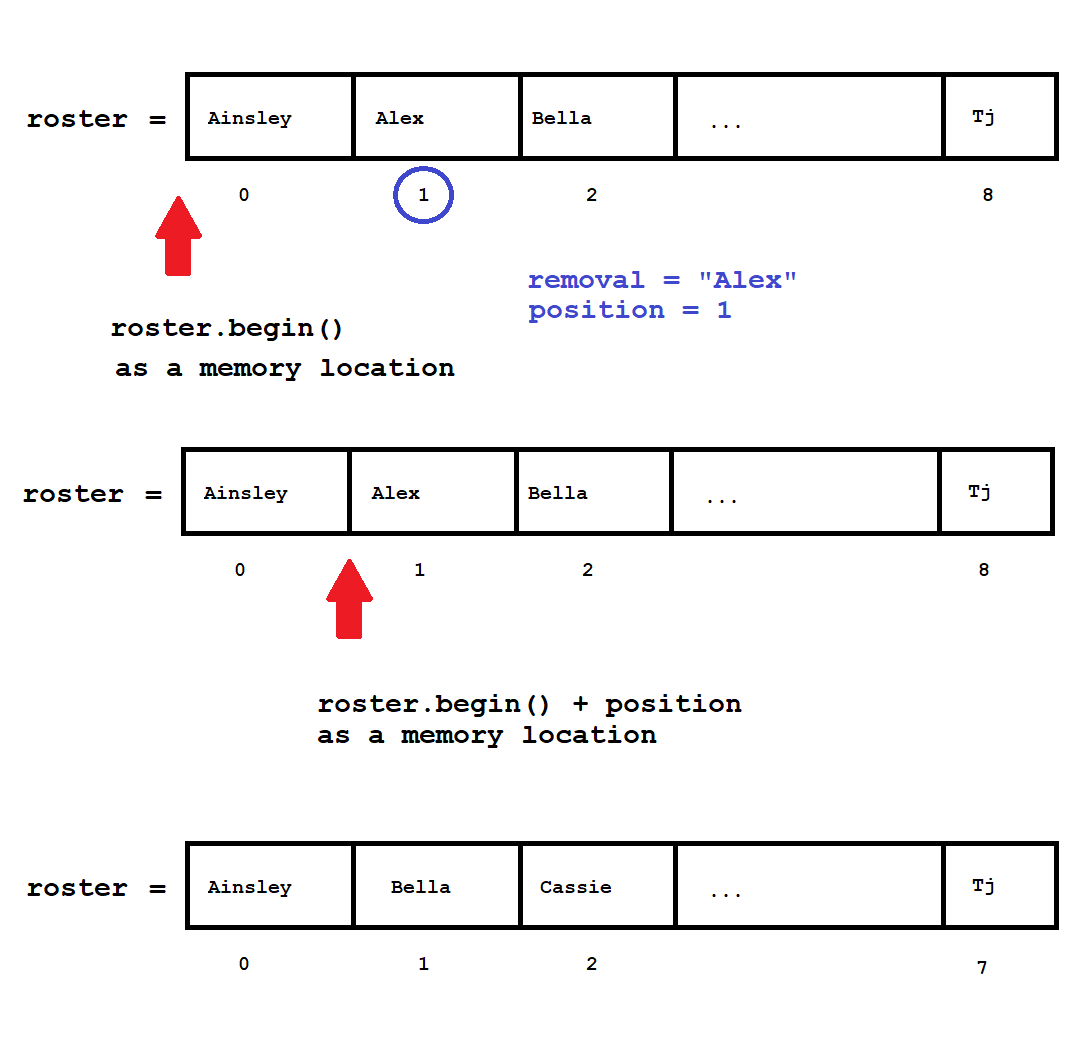 roster = Ainsley Alex Bella ... Tj
0 1 2 8
removal = "Alex"
position = 1
roster.begin()
as a memory location
roster = Ainsley Alex Bella ... Tj
0 1 2 8
roster.begin() + position
as a memory location
roster = Ainsley Bella Cassie ... Tj
0 1 2 7